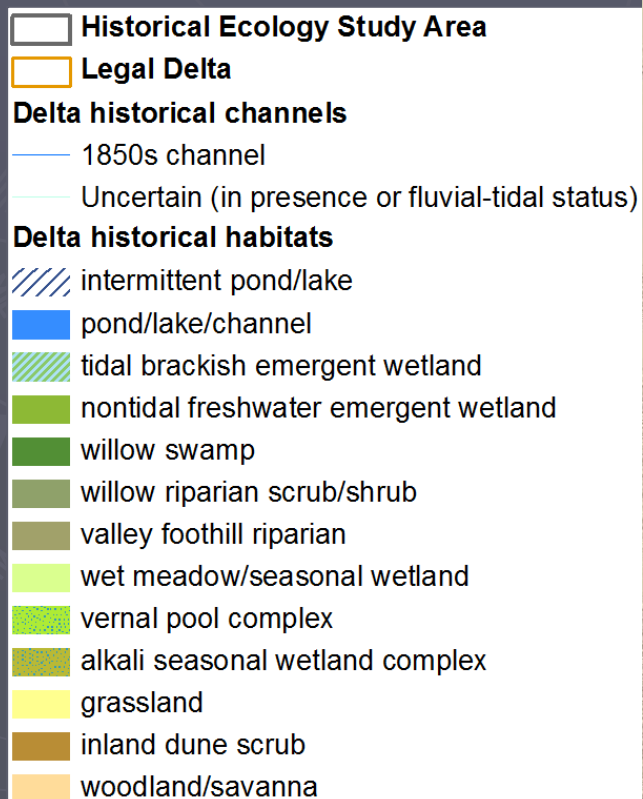 Historical Ecology Study Area
Legal Delta
Delta historical channels
1850s channel
Uncertain (in presence or fluvial-tidal status)
Delta historical habitats
intermittent pond/lake
pond/lake/channel
tidal brackish emergent wetland
nontidal freshwater emergent wetland
willow swamp
willow riparian scrub/shrub
valley foothill riparian
wet meadow/seasonal wetland
vernal pool complex
alkali seasonal wetland complex
grassland
inland dune scrub
woodland/savanna